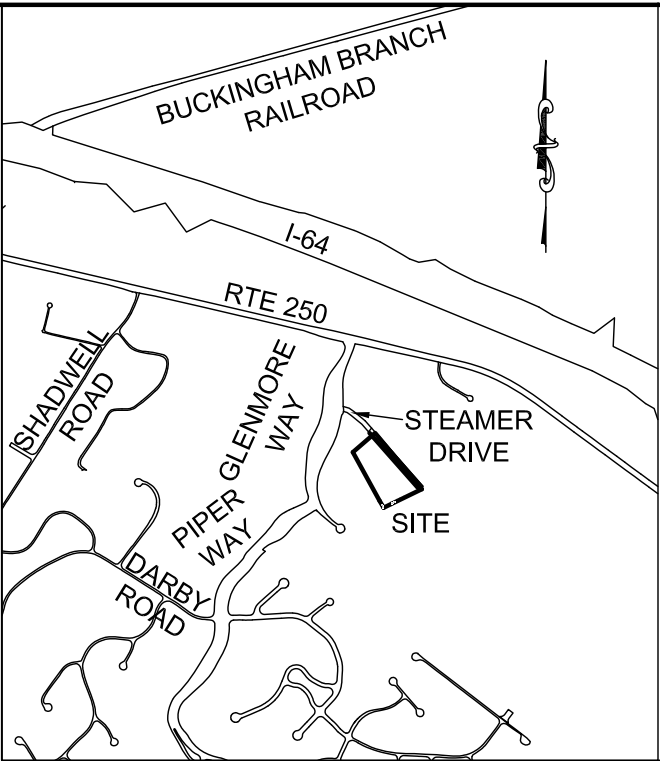 BUCKINGHAM BRANCH
RAILROAD
I-64
RTE 250
SHADWELL
ROAD
GLENMORE
WAY
STEAMER
DRIVE
SITE
PIPER
WAY
DARBY
ROAD